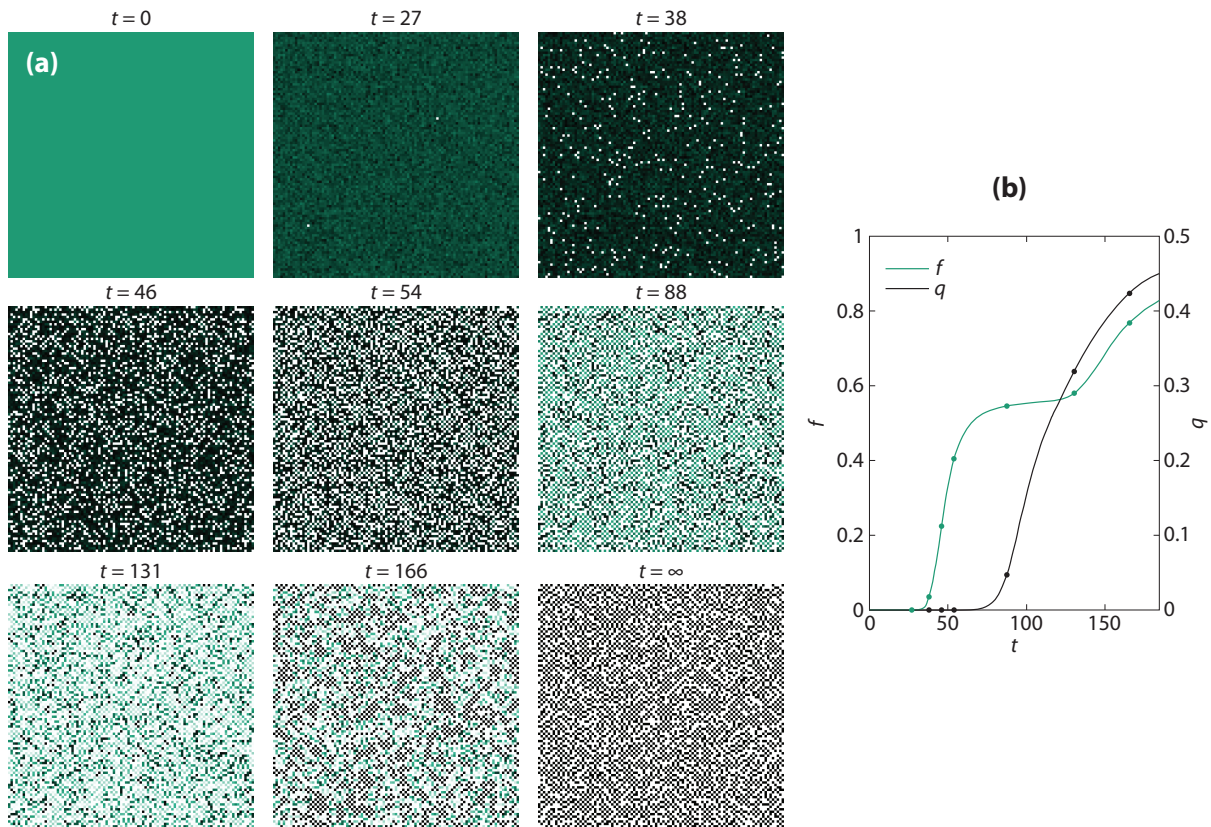 t = 0
t = 27
t = 38
(a)
t = 46
t = 54
t = 88
t = 131
t = 166
t = ∞
(b)
1
0.8
0.6
0.4
0.2
0
f
f
q
0.5
0.4
0.3
0.2
0.1
0
q
0
50
100
150
t